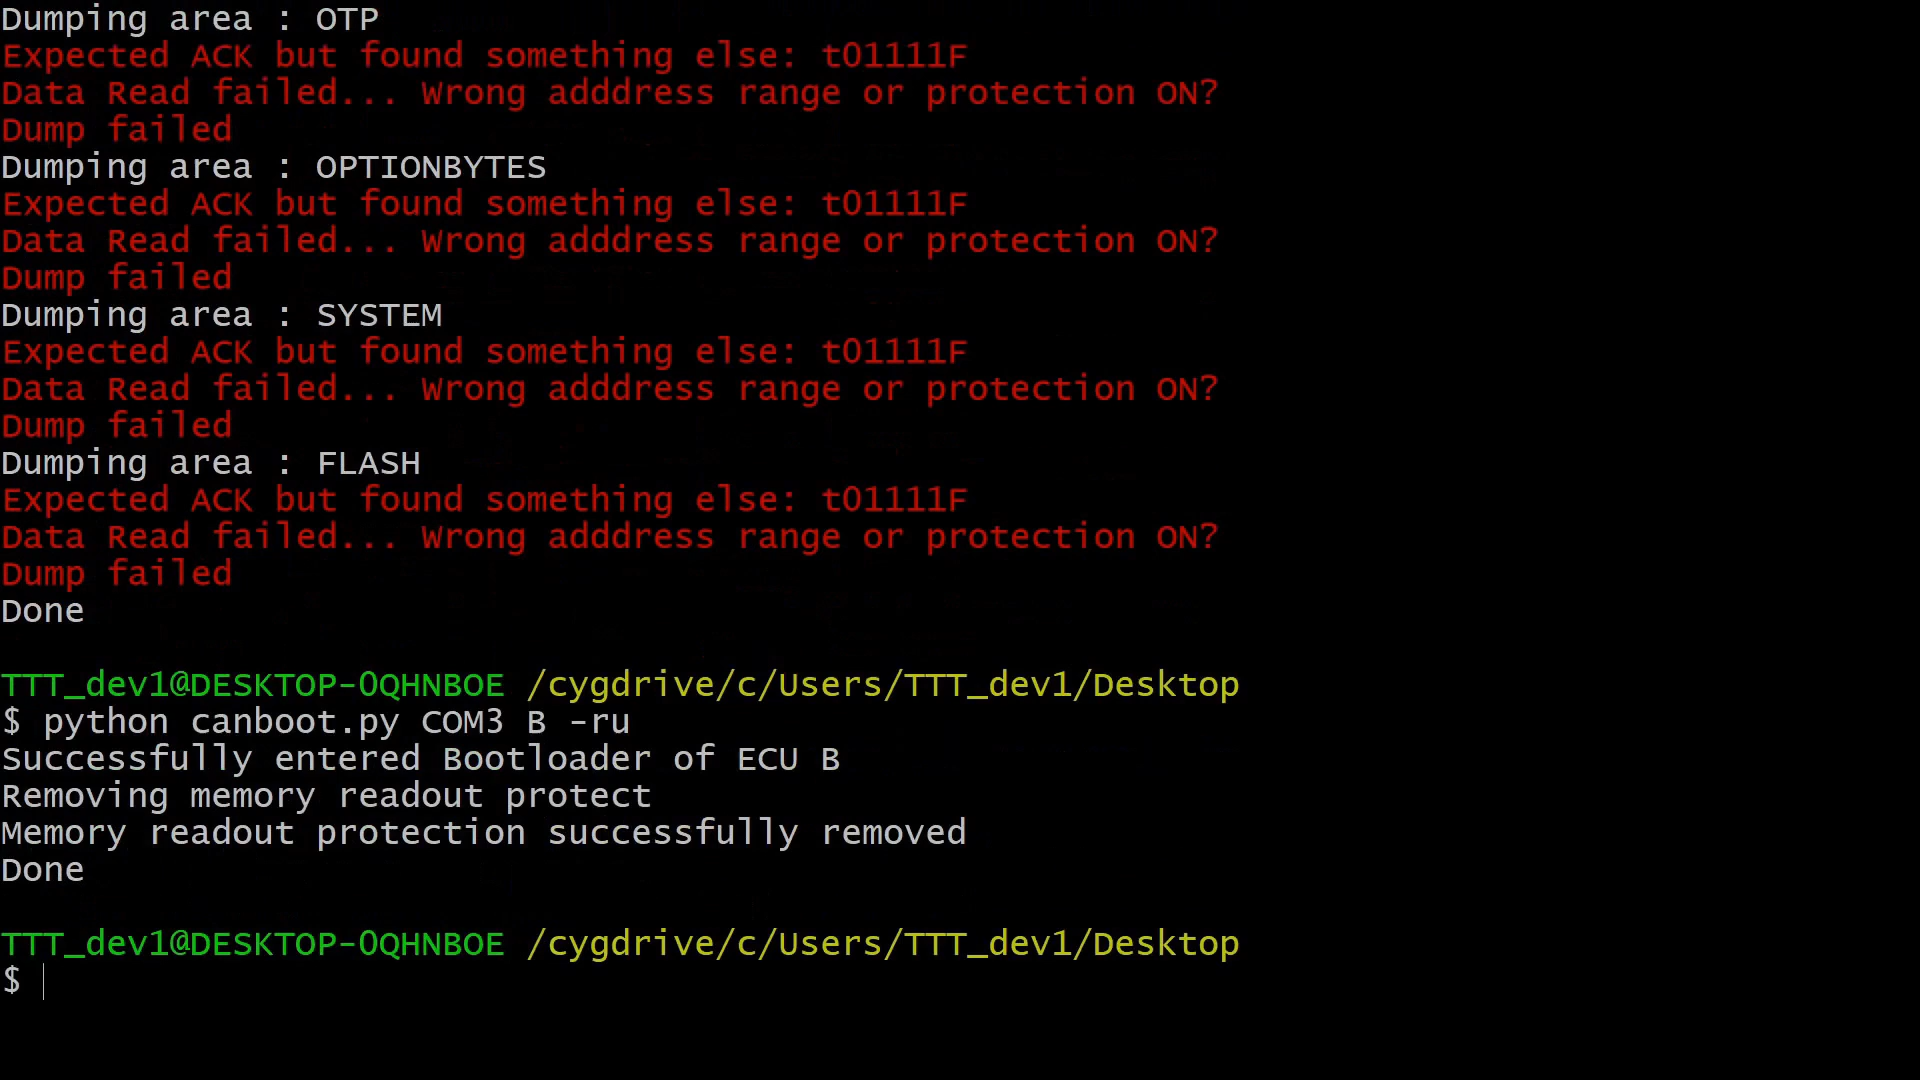 Dumping area : OTP
Expected ACK but found something else: t01111F
Data Read failed... Wrong adddress range or protection ON?
Dump failed
Dumping area : OPTIONBYTES
Expected ACK but found something else: t01111F
Data Read failed... Wrong adddress range or protection ON?
Dump failed
Dumping area : SYSTEM
Expected ACK but found something else: t01111F
Data Read failed... Wrong adddress range or protection ON?
Dump failed
Dumping area : FLASH
Expected ACK but found something else: t01111F
Data Read failed... Wrong adddress range or protection ON?
Dump failed
Done
TTT_dev1@DESKTOP-0QHNBOE /cygdrive/c/Users/TTT_dev1/Desktop
$ python canboot.py COM3 B -ru
Successfully entered Bootloader of ECU B
Removing memory readout protect
Memory readout protection successfully removed
Done
TTT_dev1@DESKTOP-0QHNBOE /cygdrive/c/Users/TTT_dev1/Desktop
$